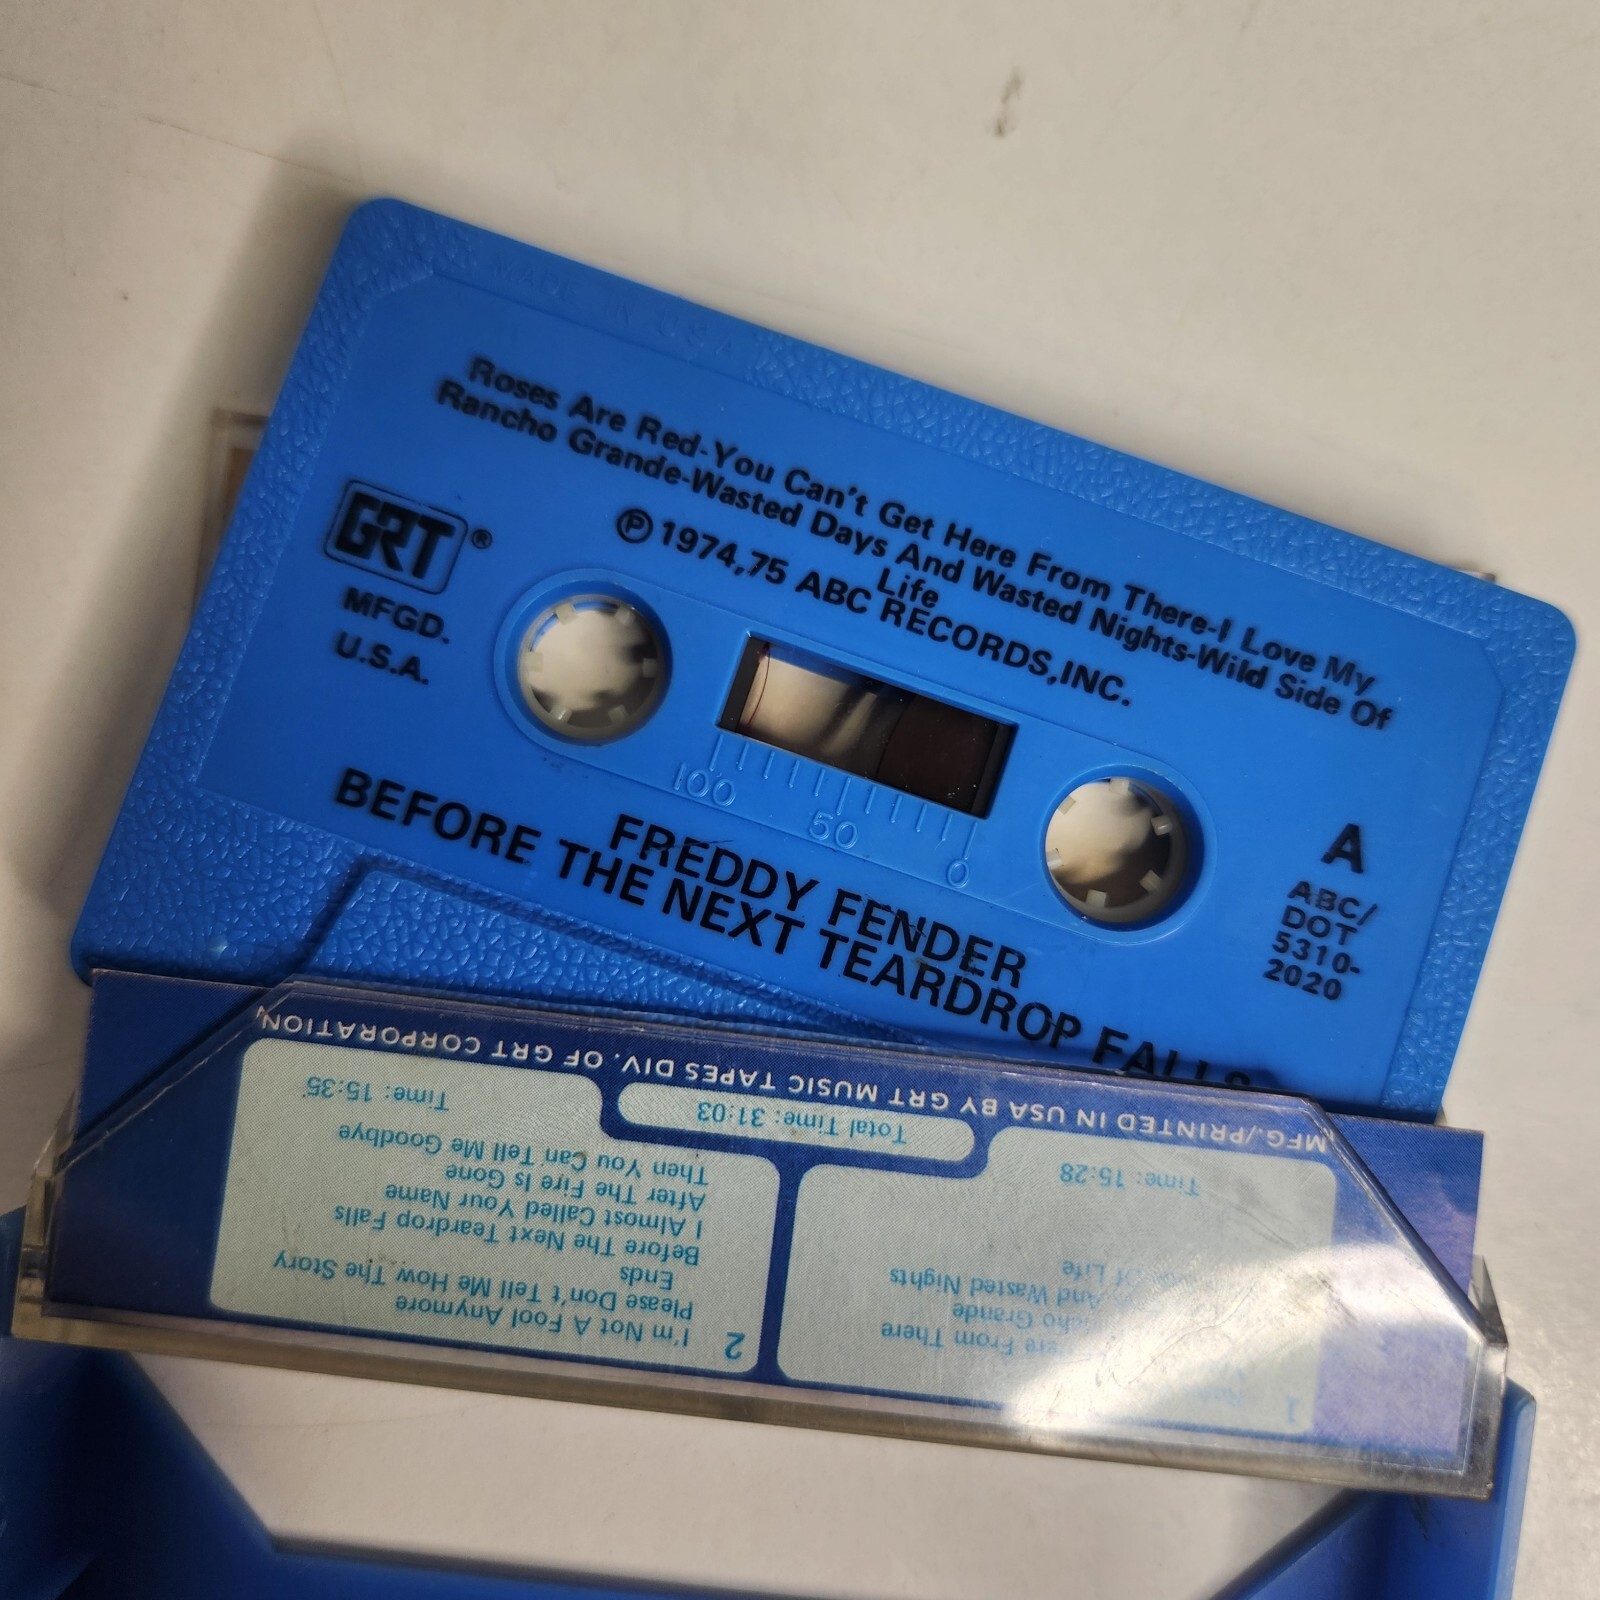 MADE IN USA
Roses Are Red-You Can't Get Here From There-I Love My
Rancho Grande-Wasted Days And Wasted Nights-Wild Side Of
Life
Ⓟ 1974,75 ABC RECORDS,INC.
GRT®
MFGD.
U.S.A.
100
50
0
A
ABC/
DOT
5310-
2020
FREDDY FENDER
BEFORE THE NEXT TEARDROP FALLS
1
From There
Grande
And Wasted Nights
Of Life
Time: 15:28
2
I'm Not A Fool Anymore
Please Don't Tell Me How The Story
Ends
Before The Next Teardrop Falls
I Almost Called Your Name
After The Fire Is Gone
Then You Can Tell Me Goodbye
Time: 15:35
Total Time: 31:03
MFG./PRINTED IN USA BY GRT MUSIC TAPES DIV. OF GRT CORPORATION